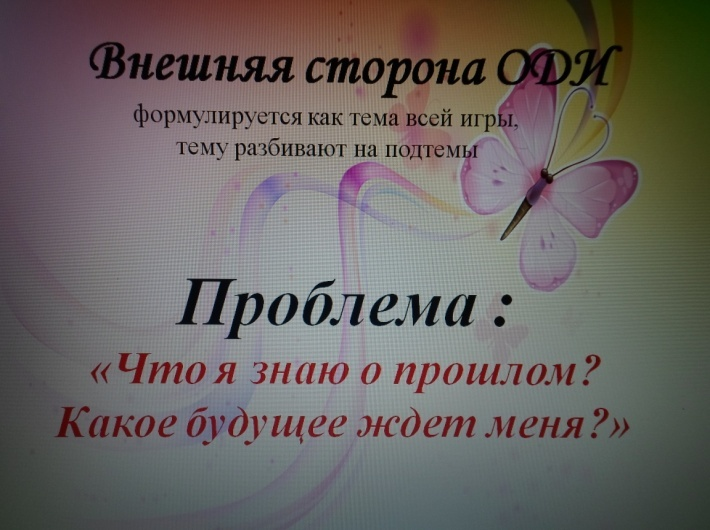 Внешняя сторона ОДИ
формулируется как тема всей игры,
тему разбивают на подтемы
Проблема :
«Что я знаю о прошлом?
Какое будущее ждет меня?»